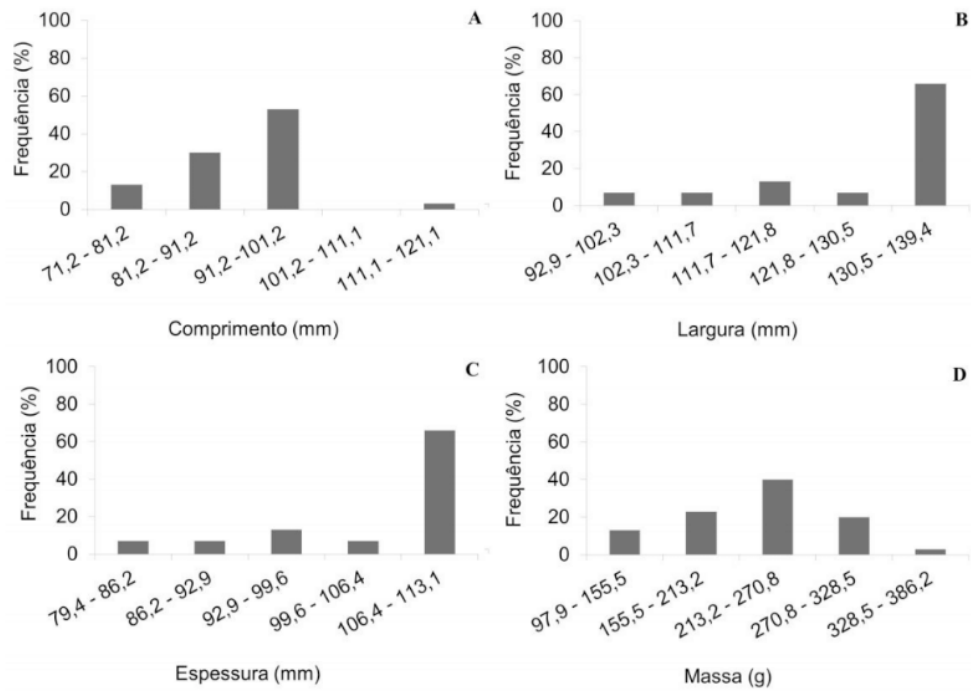 A
Frequência (%)
100
80
60
40
20
0
71,2 - 81,2
81,2 - 91,2
91,2 -101,2
101,2 - 111,1
111,1 - 121,1
Comprimento (mm)
B
Frequência (%)
100
80
60
40
20
0
92,9 - 102,3
102,3 - 111,7
111,7 - 121,8
121,8 - 130,5
130,5 - 139,4
Largura (mm)
C
Frequência (%)
100
80
60
40
20
0
79,4 - 86,2
86,2 - 92,9
92,9 - 99,6
99,6 - 106,4
106,4 - 113,1
Espessura (mm)
D
Frequência (%)
100
80
60
40
20
0
97,9 - 155,5
155,5 - 213,2
213,2 - 270,8
270,8 - 328,5
328,5 - 386,2
Massa (g)